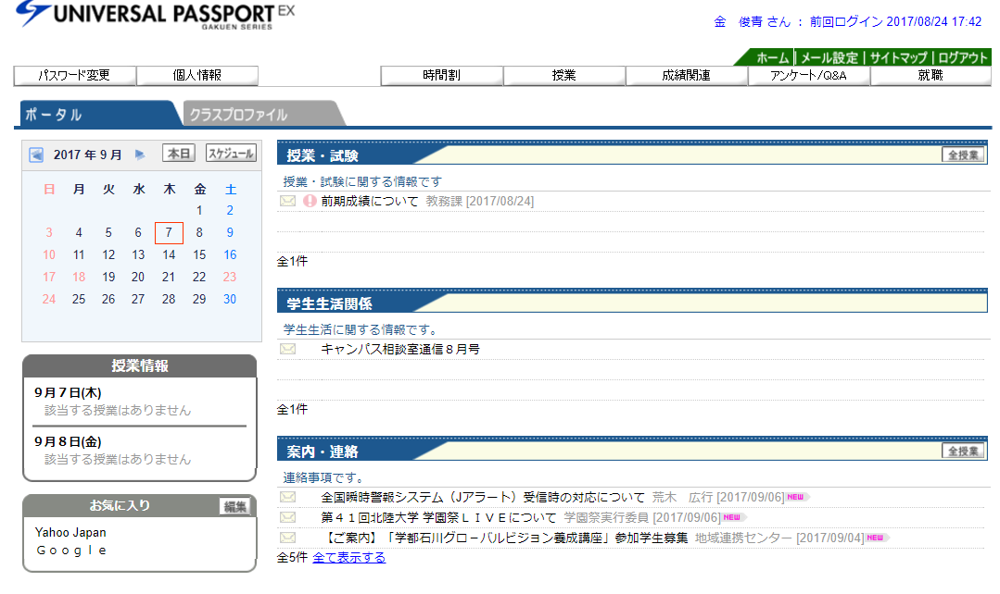 UNIVERSAL PASSPORT EX
GAKUEN SERIES
金 俊青 さん : 前回ログイン 2017/08/24 17:42
ホーム | メール設定 | サイトマップ | ログアウト
パスワード変更 個人情報 時間割 授業 成績関連 アンケート/Q&A 就職
ポータル クラスプロファイル
2017 年 9 月 本日 スケジュール
日 月 火 水 木 金 土
1 2
3 4 5 6 7 8 9
10 11 12 13 14 15 16
17 18 19 20 21 22 23
24 25 26 27 28 29 30
授業情報
9月7日(木)
該当する授業はありません
9月8日(金)
該当する授業はありません
お気に入り 編集
Yahoo Japan
Ｇｏｏｇｌｅ
授業・試験 全授業
授業・試験に関する情報です
前期成績について 教務課 [2017/08/24]
全1件
学生生活関係
学生生活に関する情報です。
キャンパス相談室通信８月号
全1件
案内・連絡 全授業
連絡事項です。
全国瞬時警報システム（Jアラート）受信時の対応について 荒木 広行 [2017/09/06] NEW
第４１回北陸大学 学園祭ＬＩＶＥについて 学園祭実行委員 [2017/09/06] NEW
【ご案内】「学都石川グローバルビジョン養成講座」参加学生募集 地域連携センター [2017/09/04] NEW
全5件 全て表示する